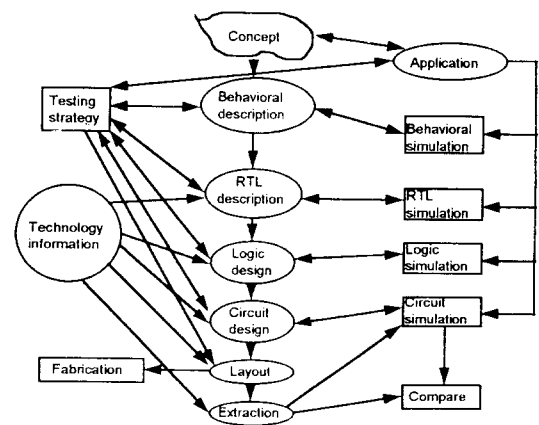 Concept
Application
Testing
strategy
Behavioral
description
Behavioral
simulation
RTL
description
RTL
simulation
Technology
information
Logic
design
Logic
simulation
Circuit
design
Circuit
simulation
Fabrication
Layout
Extraction
Compare